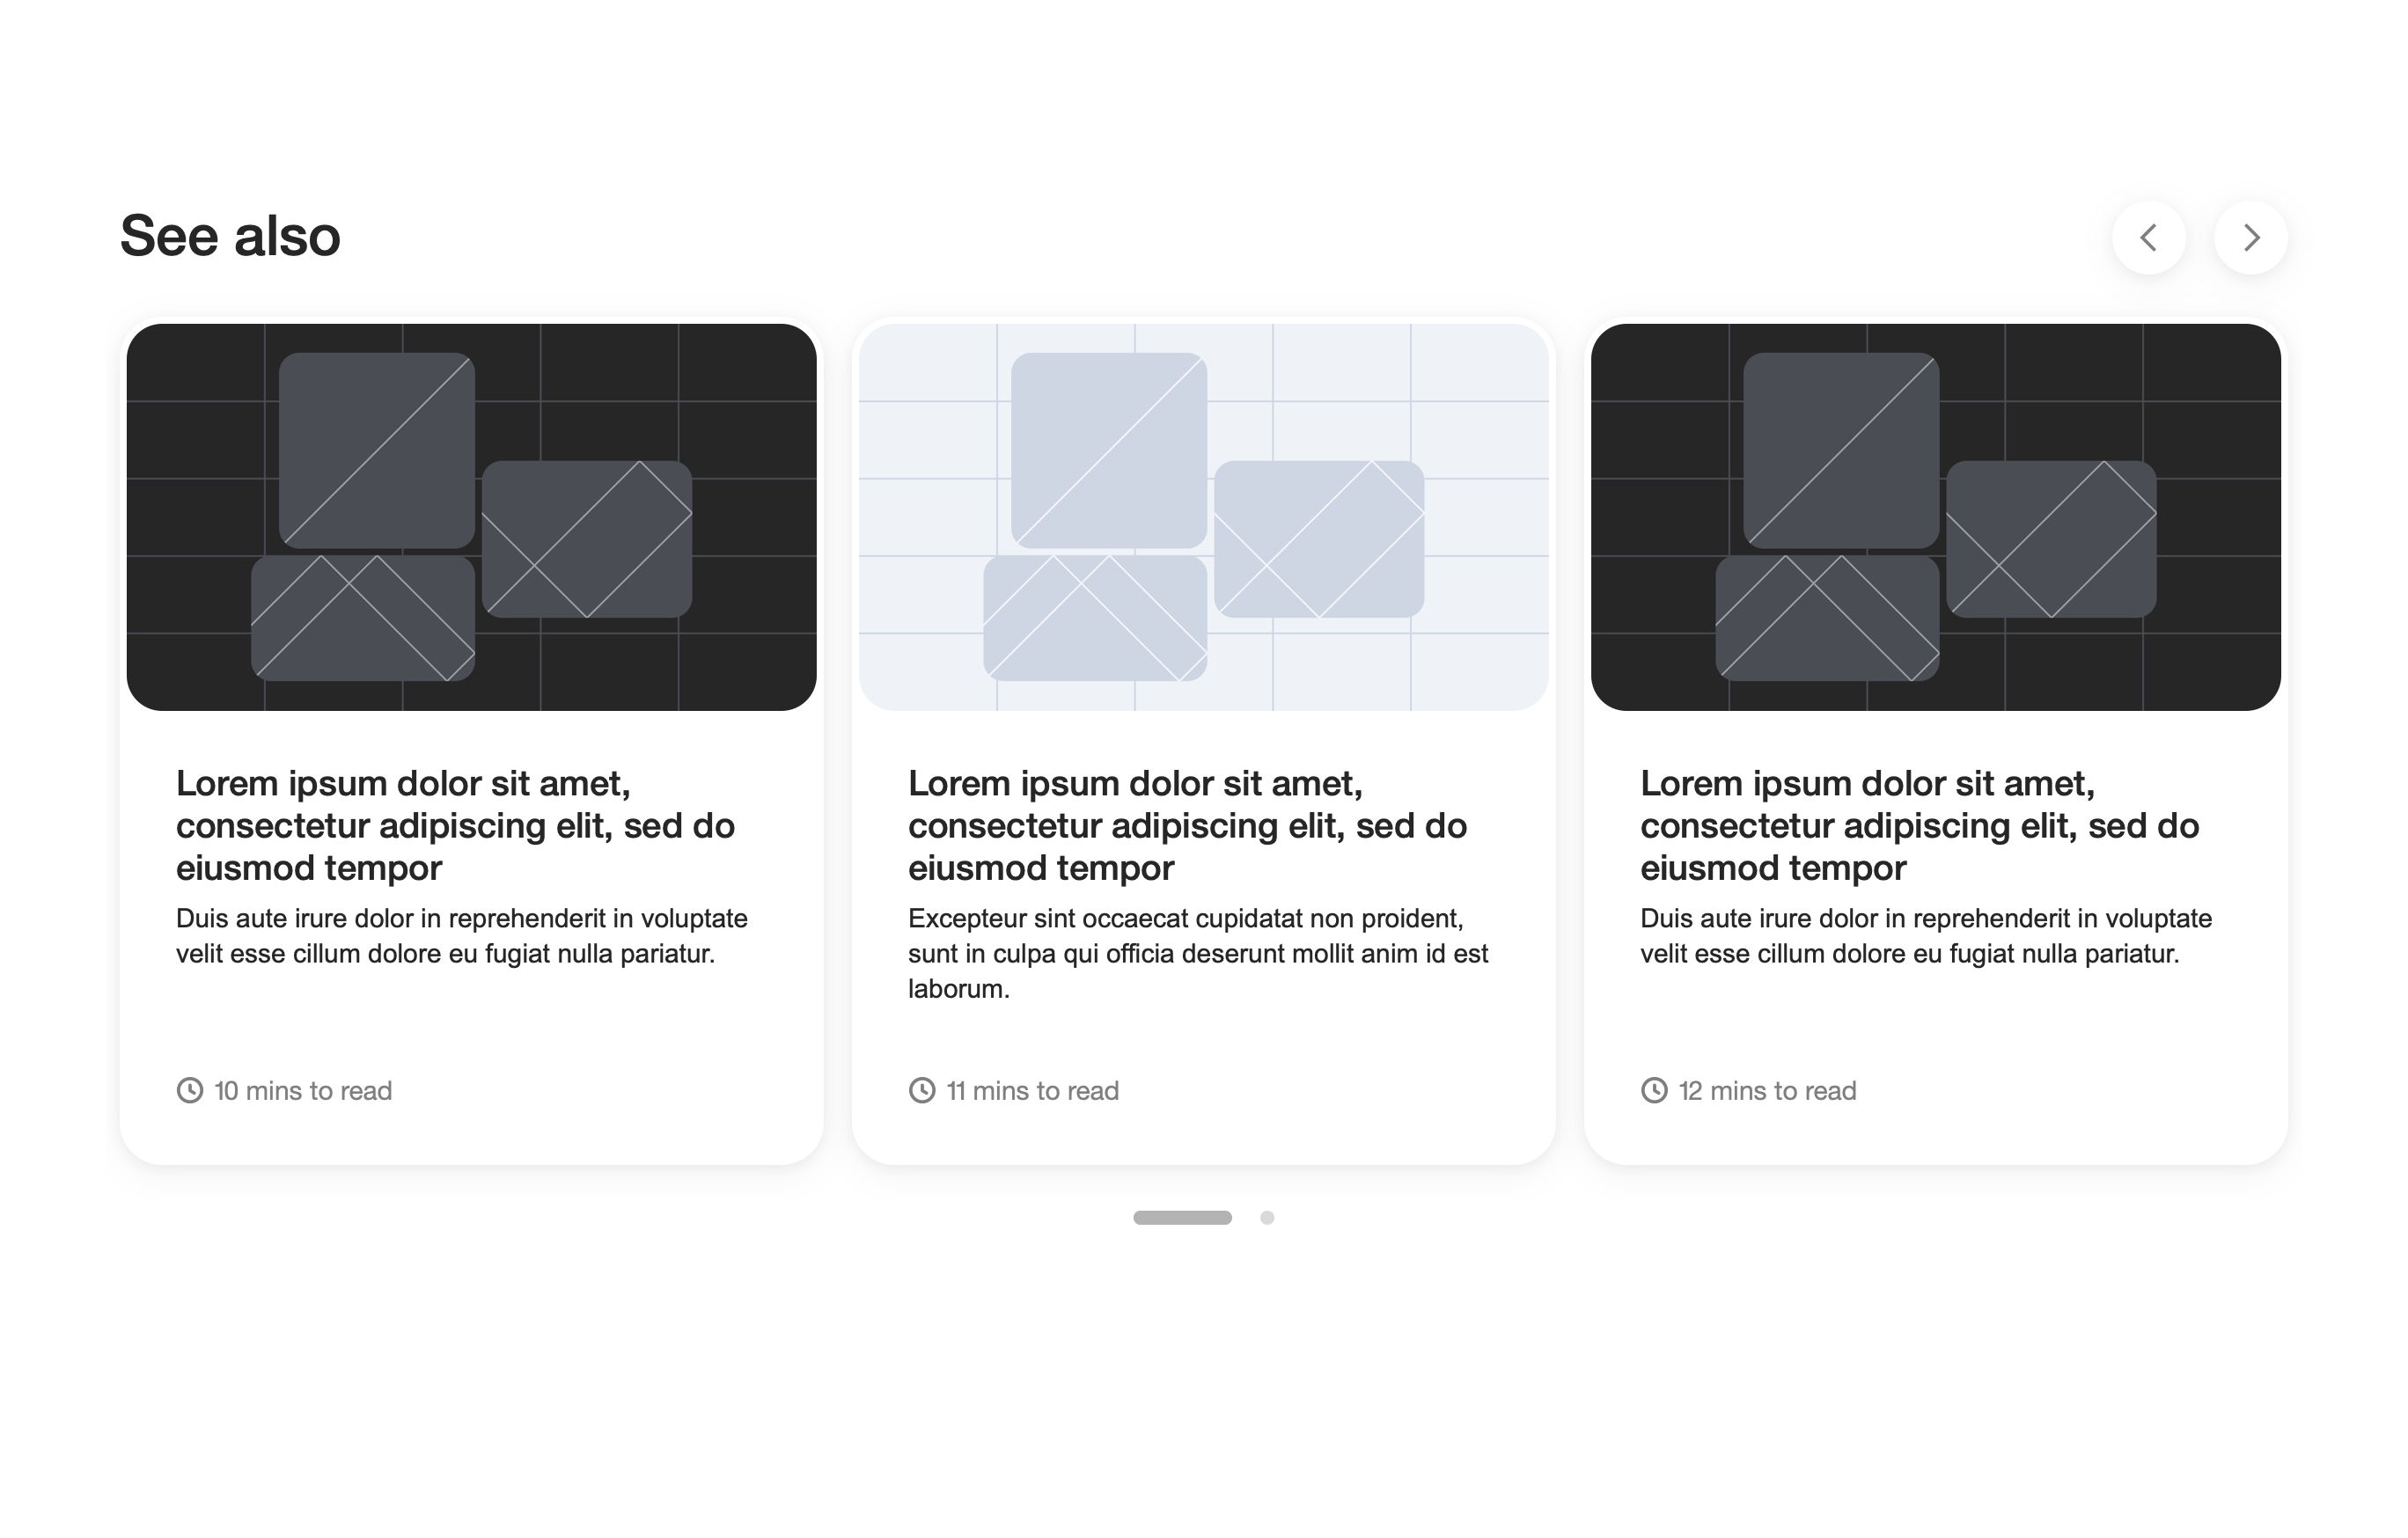 See also
Lorem ipsum dolor sit amet,
consectetur adipiscing elit, sed do
eiusmod tempor
Duis aute irure dolor in reprehenderit in voluptate
velit esse cillum dolore eu fugiat nulla pariatur.
10 mins to read
Lorem ipsum dolor sit amet,
consectetur adipiscing elit, sed do
eiusmod tempor
Excepteur sint occaecat cupidatat non proident,
sunt in culpa qui officia deserunt mollit anim id est
laborum.
11 mins to read
Lorem ipsum dolor sit amet,
consectetur adipiscing elit, sed do
eiusmod tempor
Duis aute irure dolor in reprehenderit in voluptate
velit esse cillum dolore eu fugiat nulla pariatur.
12 mins to read